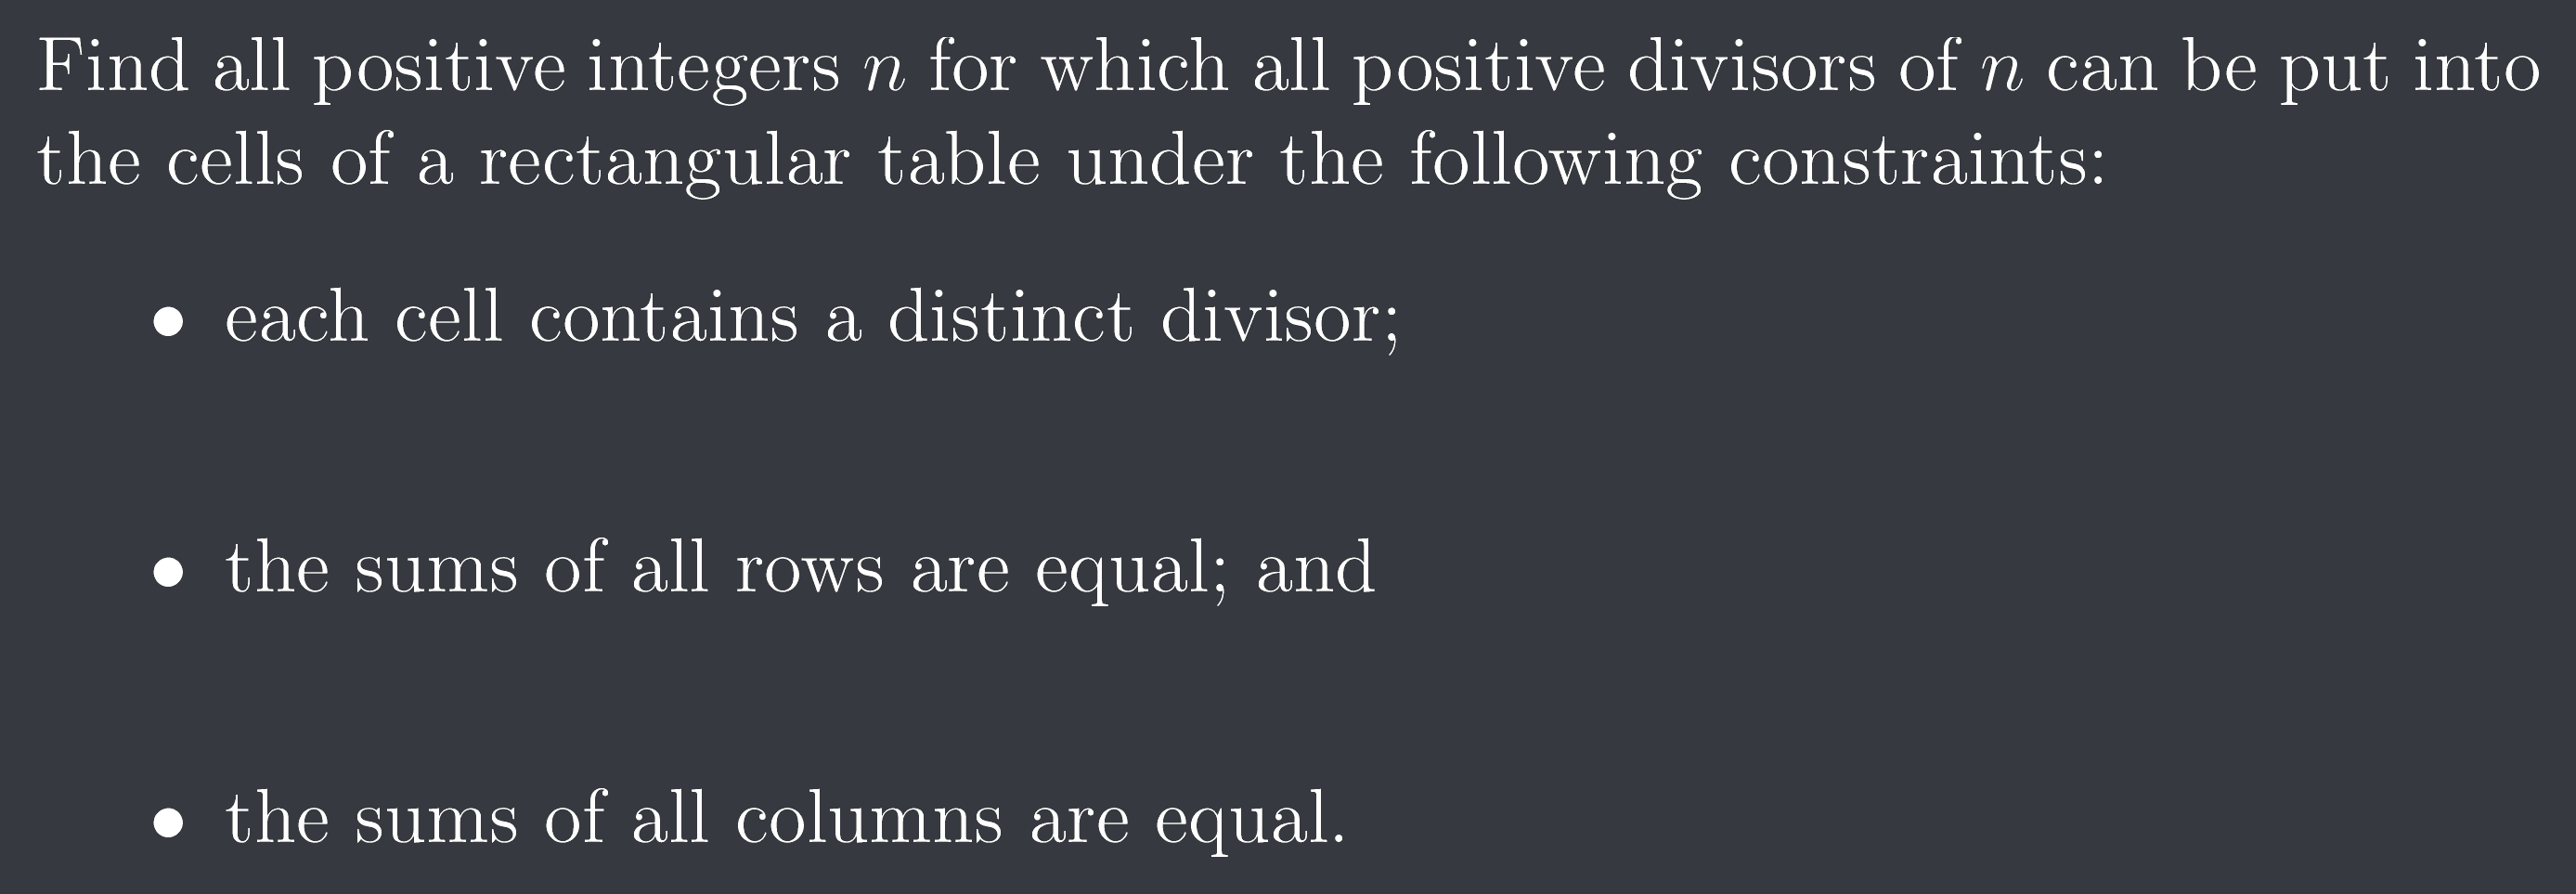 Find all positive integers n for which all positive divisors of n can be put into
the cells of a rectangular table under the following constraints:
• each cell contains a distinct divisor;
• the sums of all rows are equal; and
• the sums of all columns are equal.